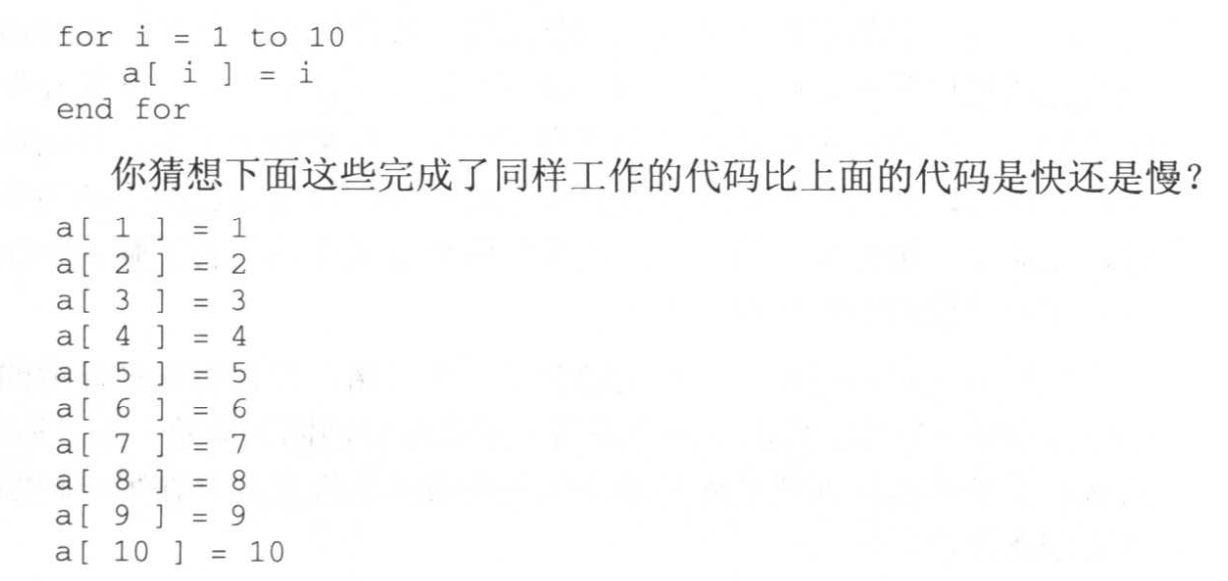 for i = 1 to 10
    a[ i ] = i
end for
你猜想下面这些完成了同样工作的代码比上面的代码是快还是慢?
a[ 1 ] = 1
a[ 2 ] = 2
a[ 3 ] = 3
a[ 4 ] = 4
a[ 5 ] = 5
a[ 6 ] = 6
a[ 7 ] = 7
a[ 8 ] = 8
a[ 9 ] = 9
a[ 10 ] = 10